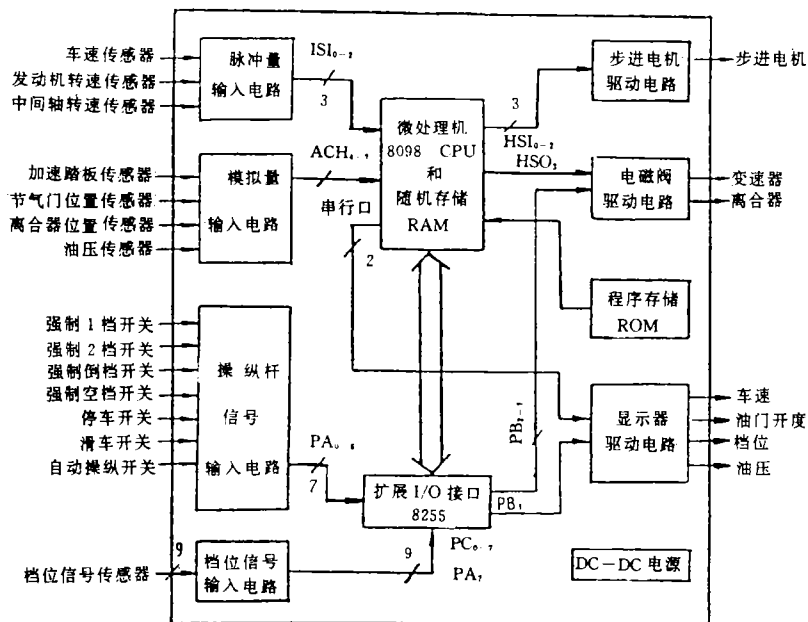 车速传感器
发动机转速传感器
中间轴转速传感器
脉冲量
输入电路
ISI₀₋₂
3
加速踏板传感器
节气门位置传感器
离合器位置传感器
油压传感器
模拟量
输入电路
ACH₄₋₇
串行口
2
微处理机
8098 CPU
和
随机存储
RAM
3
HSI₀₋₂
HSO₃
步进电机
驱动电路
步进电机
电磁阀
驱动电路
变速器
离合器
程序存储
ROM
强制1档开关
强制2档开关
强制倒档开关
强制空档开关
停车开关
滑车开关
自动操纵开关
操纵杆
信号
输入电路
PA₀₋₆
7
扩展I/O接口
8255
PB₁
显示器
驱动电路
车速
油门开度
档位
油压
档位信号传感器
9
档位信号
输入电路
9
PC₀₋₇
PA₇
DC－DC电源